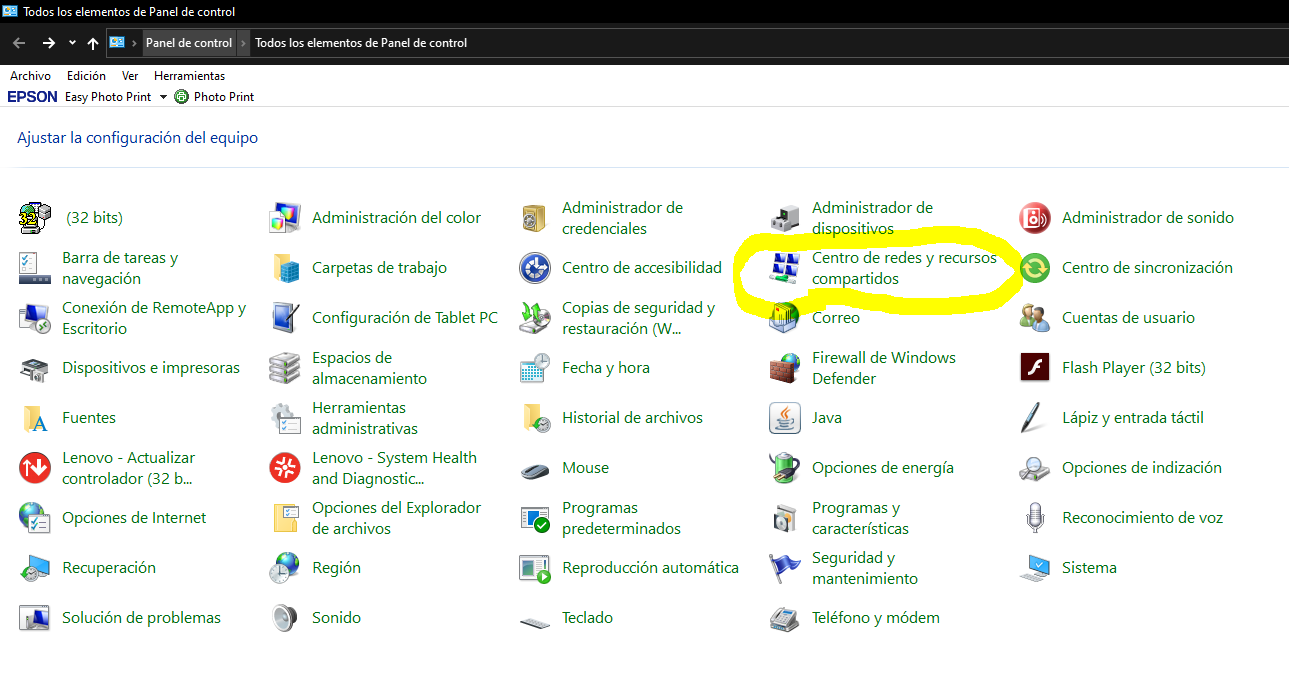 Todos los elementos de Panel de control
Panel de control > Todos los elementos de Panel de control
Archivo Edición Ver Herramientas
EPSON Easy Photo Print Photo Print
Ajustar la configuración del equipo
32
(32 bits)
Administración del color
Administrador de
credenciales
Administrador de
dispositivos
Administrador de sonido
Barra de tareas y
navegación
Carpetas de trabajo
Centro de accesibilidad
Centro de redes y recursos
compartidos
Centro de sincronización
Conexión de RemoteApp y
Escritorio
Configuración de Tablet PC
Copias de seguridad y
restauración (W...
Correo
Cuentas de usuario
Dispositivos e impresoras
Espacios de
almacenamiento
Fecha y hora
Firewall de Windows
Defender
Flash Player (32 bits)
Fuentes
Herramientas
administrativas
Historial de archivos
Java
Lápiz y entrada táctil
Lenovo - Actualizar
controlador (32 b...
Lenovo - System Health
and Diagnostic...
Mouse
Opciones de energía
Opciones de indización
Opciones de Internet
Opciones del Explorador
de archivos
Programas
predeterminados
Programas y
características
Reconocimiento de voz
Recuperación
Región
Reproducción automática
Seguridad y
mantenimiento
Sistema
Solución de problemas
Sonido
Teclado
Teléfono y módem